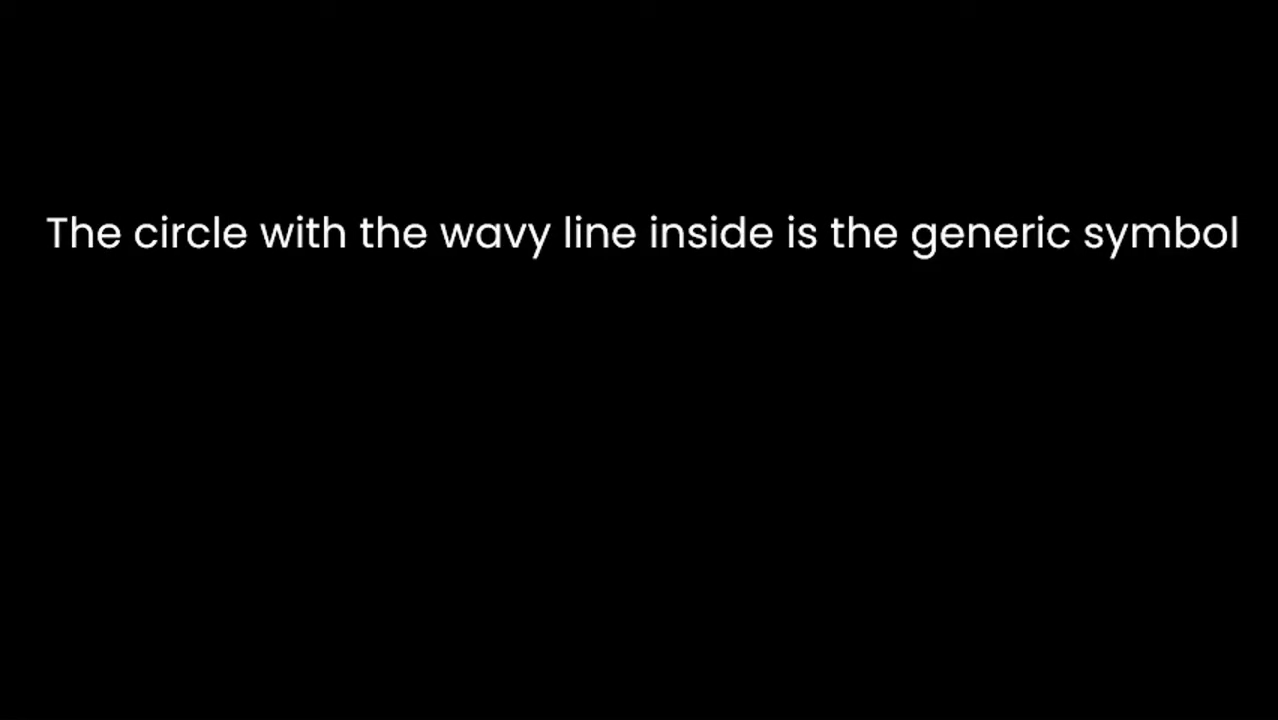 The circle with the wavy line inside is the generic symbol